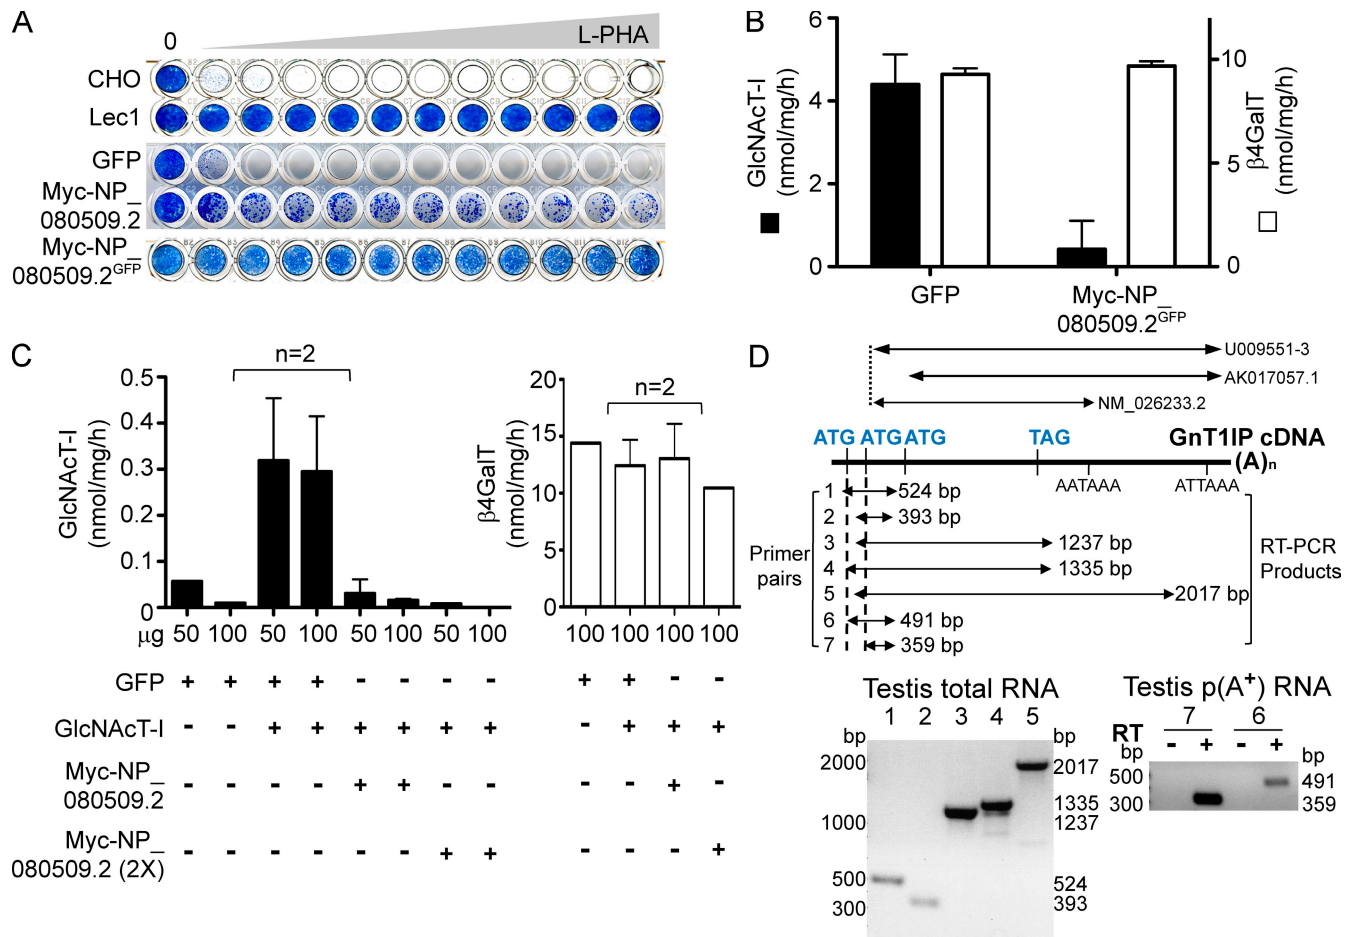 A
0
L-PHA
CHO
Lec1
GFP
Myc-NP_
080509.2
Myc-NP_
080509.2GFP
B
GlcNAcT-I
(nmol/mg/h)
6
4
2
0
10
5
0
β4GalT
(nmol/mg/h)
GFP
Myc-NP_
080509.2GFP
C
n=2
GlcNAcT-I
(nmol/mg/h)
0.5
0.4
0.3
0.2
0.1
0
μg 50 100 50 100 50 100 50 100
n=2
β4GalT
(nmol/mg/h)
20
15
10
5
0
100 100 100 100
GFP + + + + - - - - + + - -
GlcNAcT-I - - + + + + + + - + + +
Myc-NP_
080509.2 - - - - + + - - - - + -
Myc-NP_
080509.2 (2X) - - - - - - + + - - - +
D
U009551-3
AK017057.1
NM_026233.2
ATG ATG ATG TAG GnT1IP cDNA
(A)n
AATAAA ATTAAA
Primer
pairs
1 524 bp
2 393 bp
3 1237 bp
4 1335 bp
5 2017 bp
6 491 bp
7 359 bp
RT-PCR
Products
Testis total RNA
1 2 3 4 5
bp bp
2000 2017
1335
1000 1237
500 524
300 393
Testis p(A+) RNA
7 6
RT - + - +
bp bp
500 491
300 359